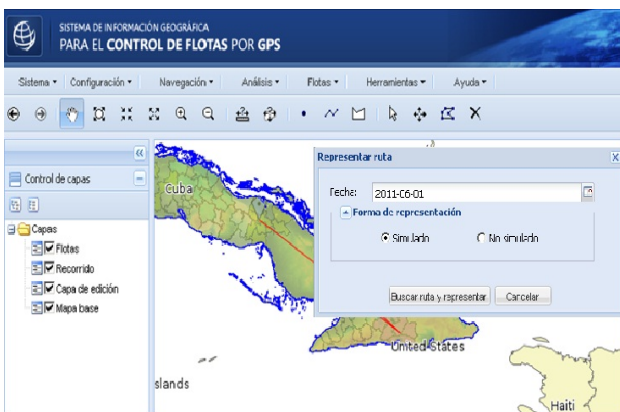 SISTEMA DE INFORMACIÓN GEOGRÁFICA
PARA EL CONTROL DE FLOTAS POR GPS
Sistema Configuración Navegación Análisis Flotas Herramientas Ayuda
Control de capas
Capas
Flotas
Recorrido
Capa de edición
Mapa base
Cuba
United States
slands
Haiti
Representar ruta
Fecha: 2011-06-01
Forma de representación
Simulado No simulado
Buscar ruta y representar Cancelar